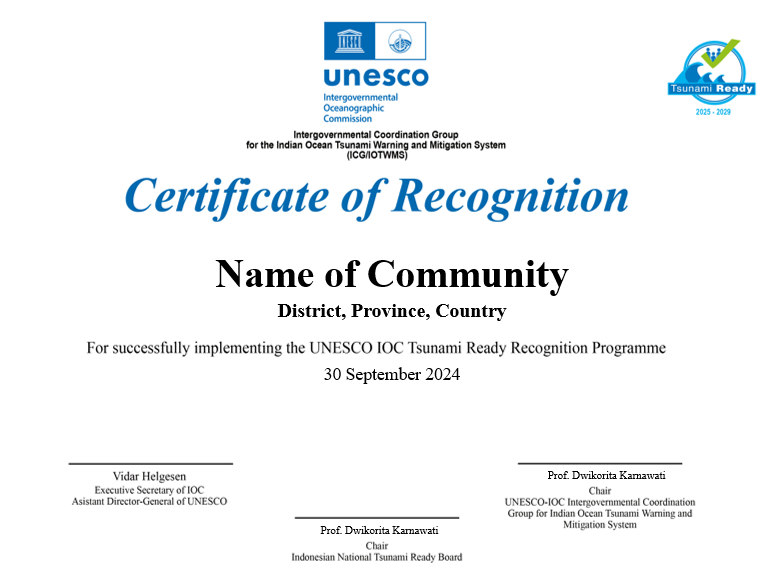 unesco
Intergovernmental
Oceanographic
Commission
Tsunami Ready
2025 - 2029
Intergovernmental Coordination Group
for the Indian Ocean Tsunami Warning and Mitigation System
(ICG/IOTWMS)
Certificate of Recognition
Name of Community
District, Province, Country
For successfully implementing the UNESCO IOC Tsunami Ready Recognition Programme
30 September 2024
Vidar Helgesen
Executive Secretary of IOC
Asistant Director-General of UNESCO
Prof. Dwikorita Karnawati
Chair
Indonesian National Tsunami Ready Board
Prof. Dwikorita Karnawati
Chair
UNESCO-IOC Intergovernmental Coordination
Group for Indian Ocean Tsunami Warning and
Mitigation System